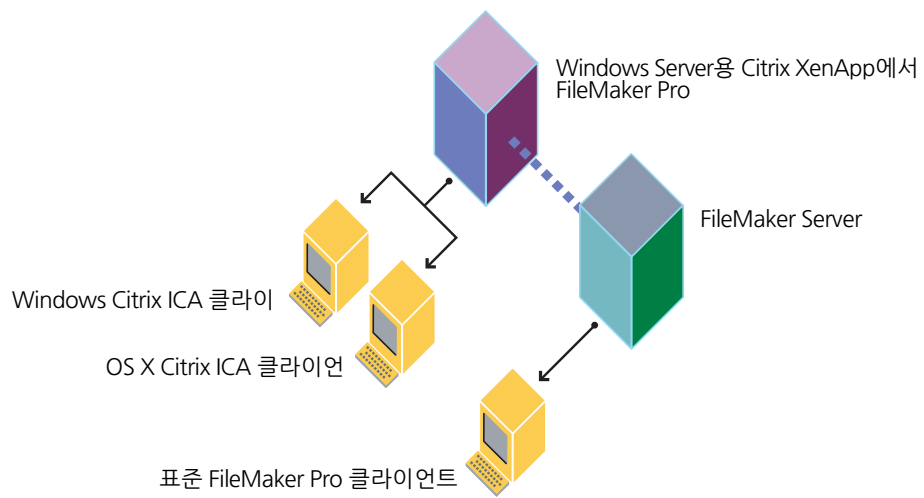 Windows Server용 Citrix XenApp에서
FileMaker Pro
FileMaker Server
Windows Citrix ICA 클라이
OS X Citrix ICA 클라이언
표준 FileMaker Pro 클라이언트